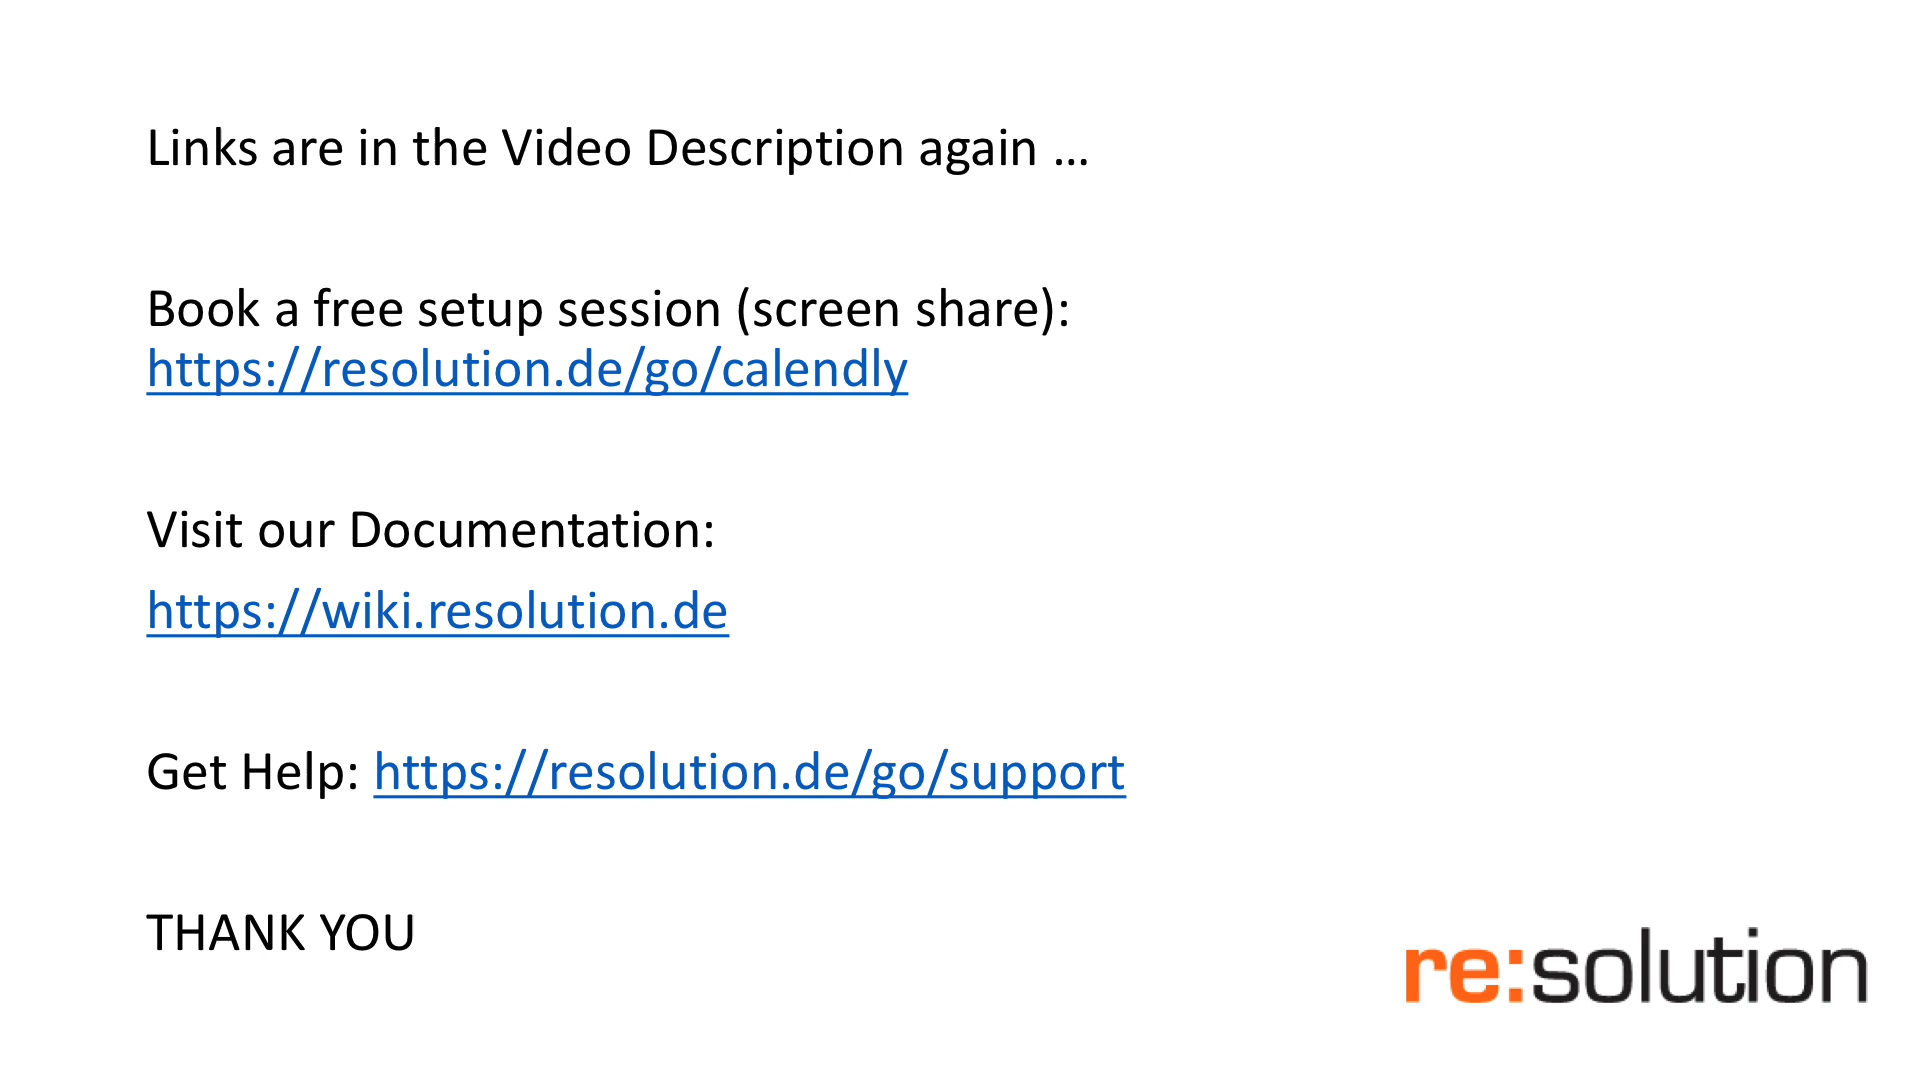 Links are in the Video Description again …
Book a free setup session (screen share):
https://resolution.de/go/calendly
Visit our Documentation:
https://wiki.resolution.de
Get Help: https://resolution.de/go/support
THANK YOU
re:solution